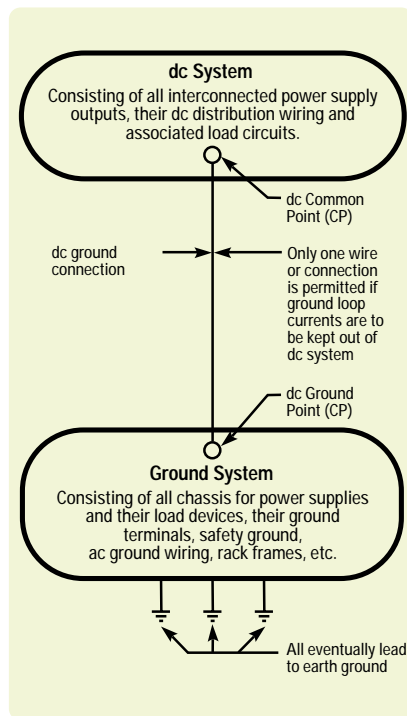 dc System
Consisting of all interconnected power supply
outputs, their dc distribution wiring and
associated load circuits.
dc Common
Point (CP)
dc ground
connection
Only one wire
or connection
is permitted if
ground loop
currents are to
be kept out of
dc system
dc Ground
Point (CP)
Ground System
Consisting of all chassis for power supplies
and their load devices, their ground
terminals, safety ground,
ac ground wiring, rack frames, etc.
All eventually lead
to earth ground